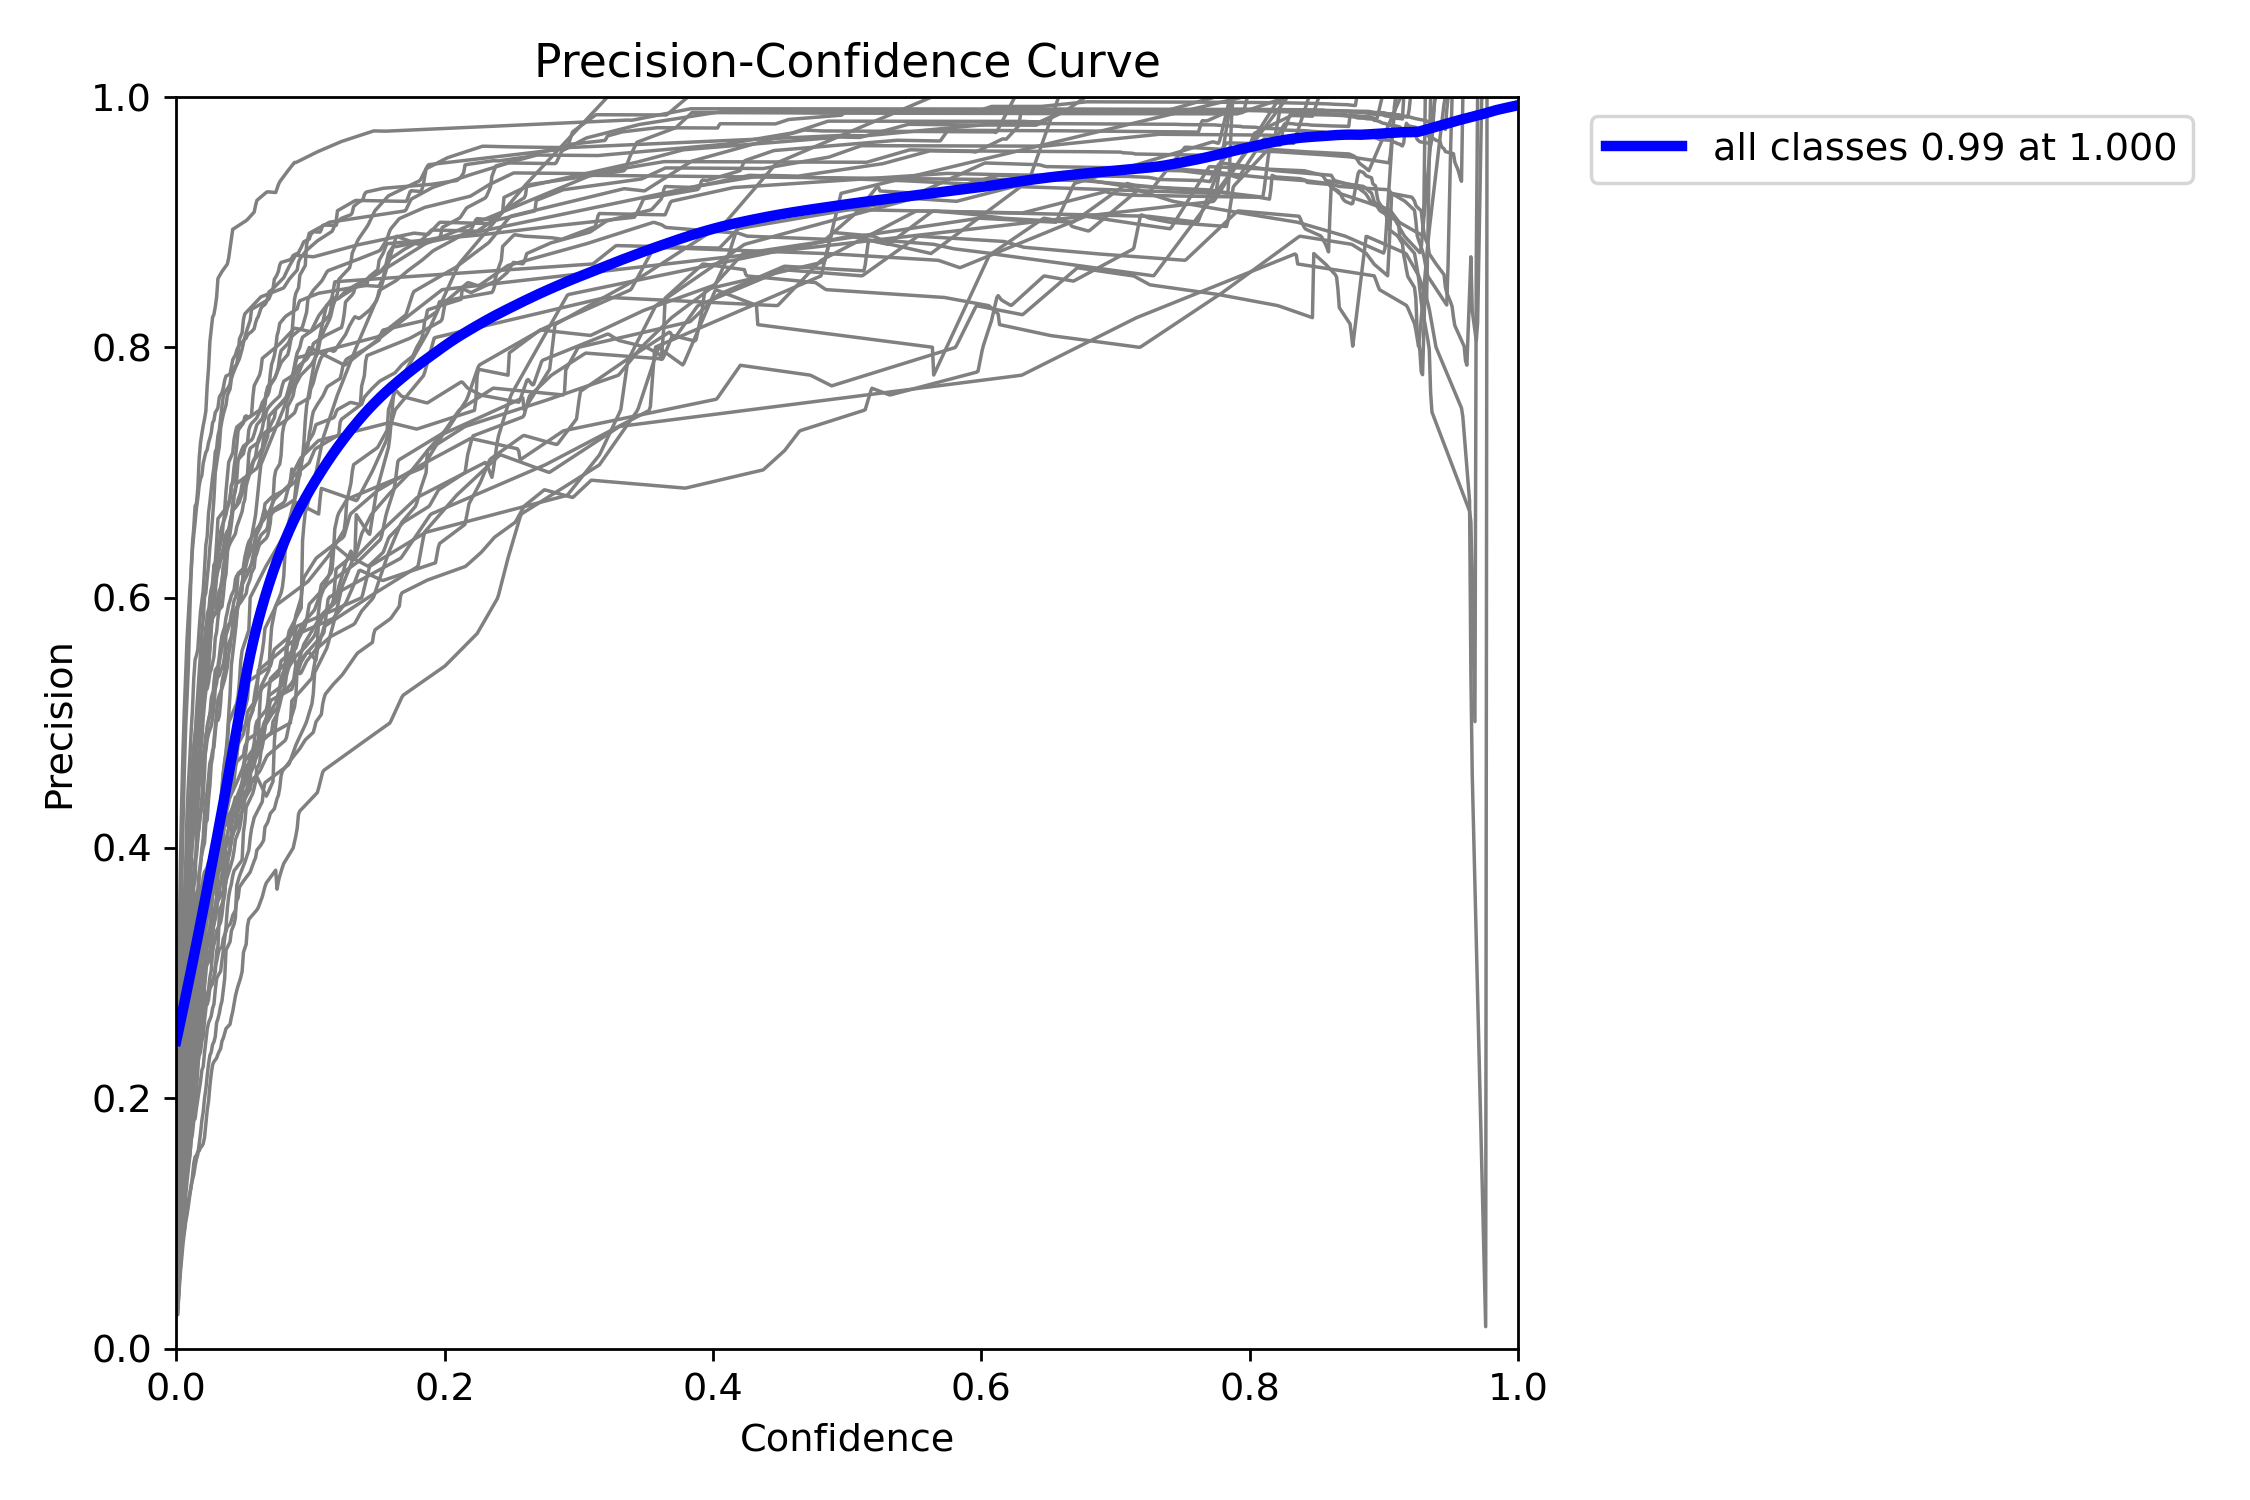 Precision-Confidence Curve
1.0
0.8
0.6
0.4
0.2
0.0
Precision
0.0 0.2 0.4 0.6 0.8 1.0
Confidence
all classes 0.99 at 1.000